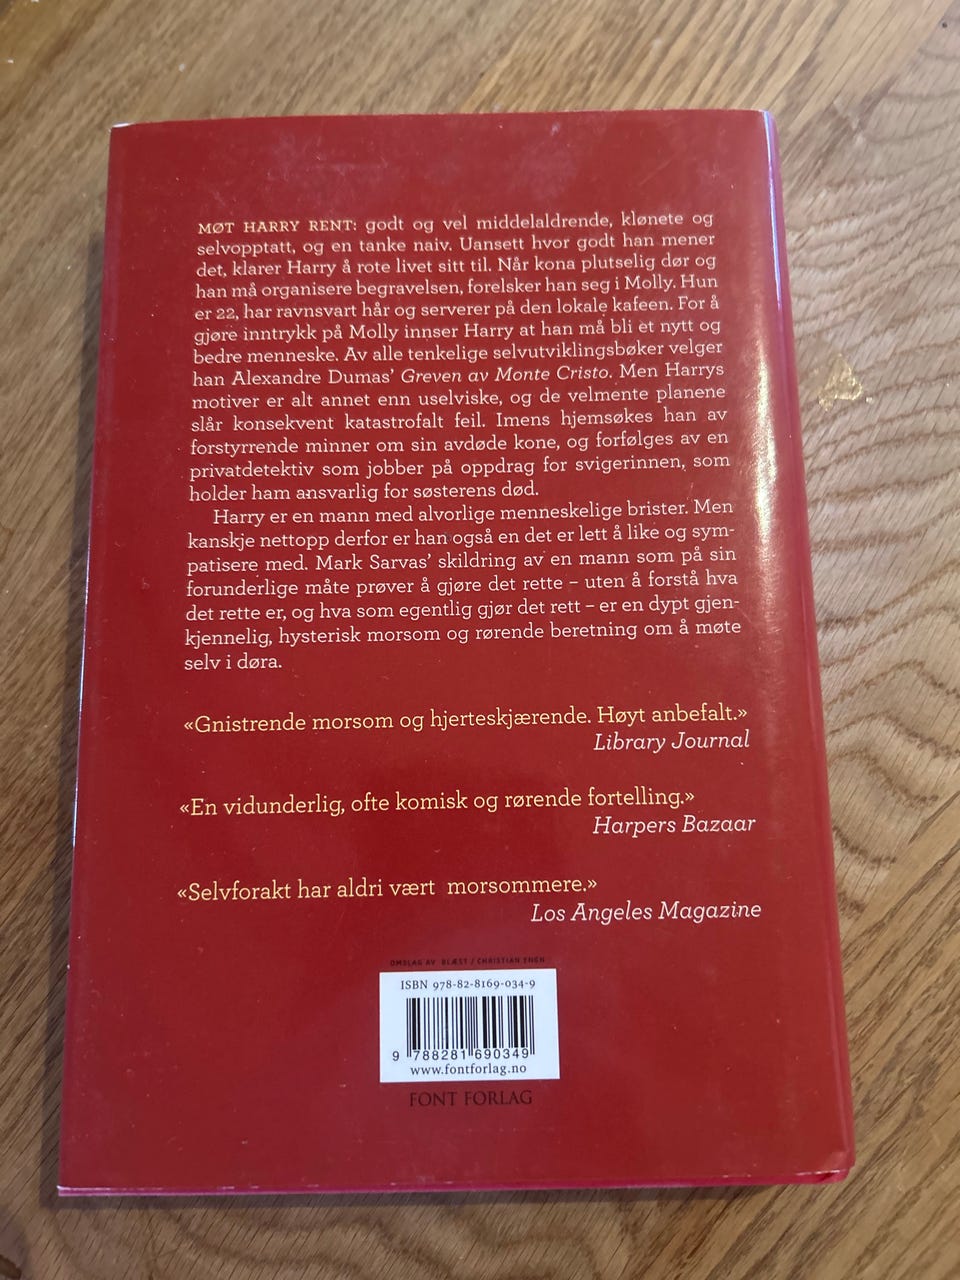 MØT HARRY RENT: godt og vel middelaldrende, klønete og
selvopptatt, og en tanke naiv. Uansett hvor godt han mener
det, klarer Harry å rote livet sitt til. Når kona plutselig dør og
han må organisere begravelsen, forelsker han seg i Molly. Hun
er 22, har ravnsvart hår og serverer på den lokale kafeen. For å
gjøre inntrykk på Molly innser Harry at han må bli et nytt og
bedre menneske. Av alle tenkelige selvutviklingsbøker velger
han Alexandre Dumas’ Greven av Monte Cristo. Men Harrys
motiver er alt annet enn uselviske, og de velmente planene
slår konsekvent katastrofalt feil. Imens hjemsøkes han av
forstyrrende minner om sin avdøde kone, og forfølges av en
privatdetektiv som jobber på oppdrag for svigerinnen, som
holder ham ansvarlig for søsterens død.
Harry er en mann med alvorlige menneskelige brister. Men
kanskje nettopp derfor er han også en det er lett å like og sym-
patisere med. Mark Sarvas’ skildring av en mann som på sin
forunderlige måte prøver å gjøre det rette – uten å forstå hva
det rette er, og hva som egentlig gjør det rett – er en dypt gjen-
kjennelig, hysterisk morsom og rørende beretning om å møte
selv i døra.
«Gnistrende morsom og hjerteskjærende. Høyt anbefalt.»
Library Journal
«En vidunderlig, ofte komisk og rørende fortelling.»
Harpers Bazaar
«Selvforakt har aldri vært morsommere.»
Los Angeles Magazine
OMSLAG AV BLÆST / CHRISTIAN ENGH
ISBN 978-82-8169-034-9
9 788281 690349
www.fontforlag.no
FONT FORLAG